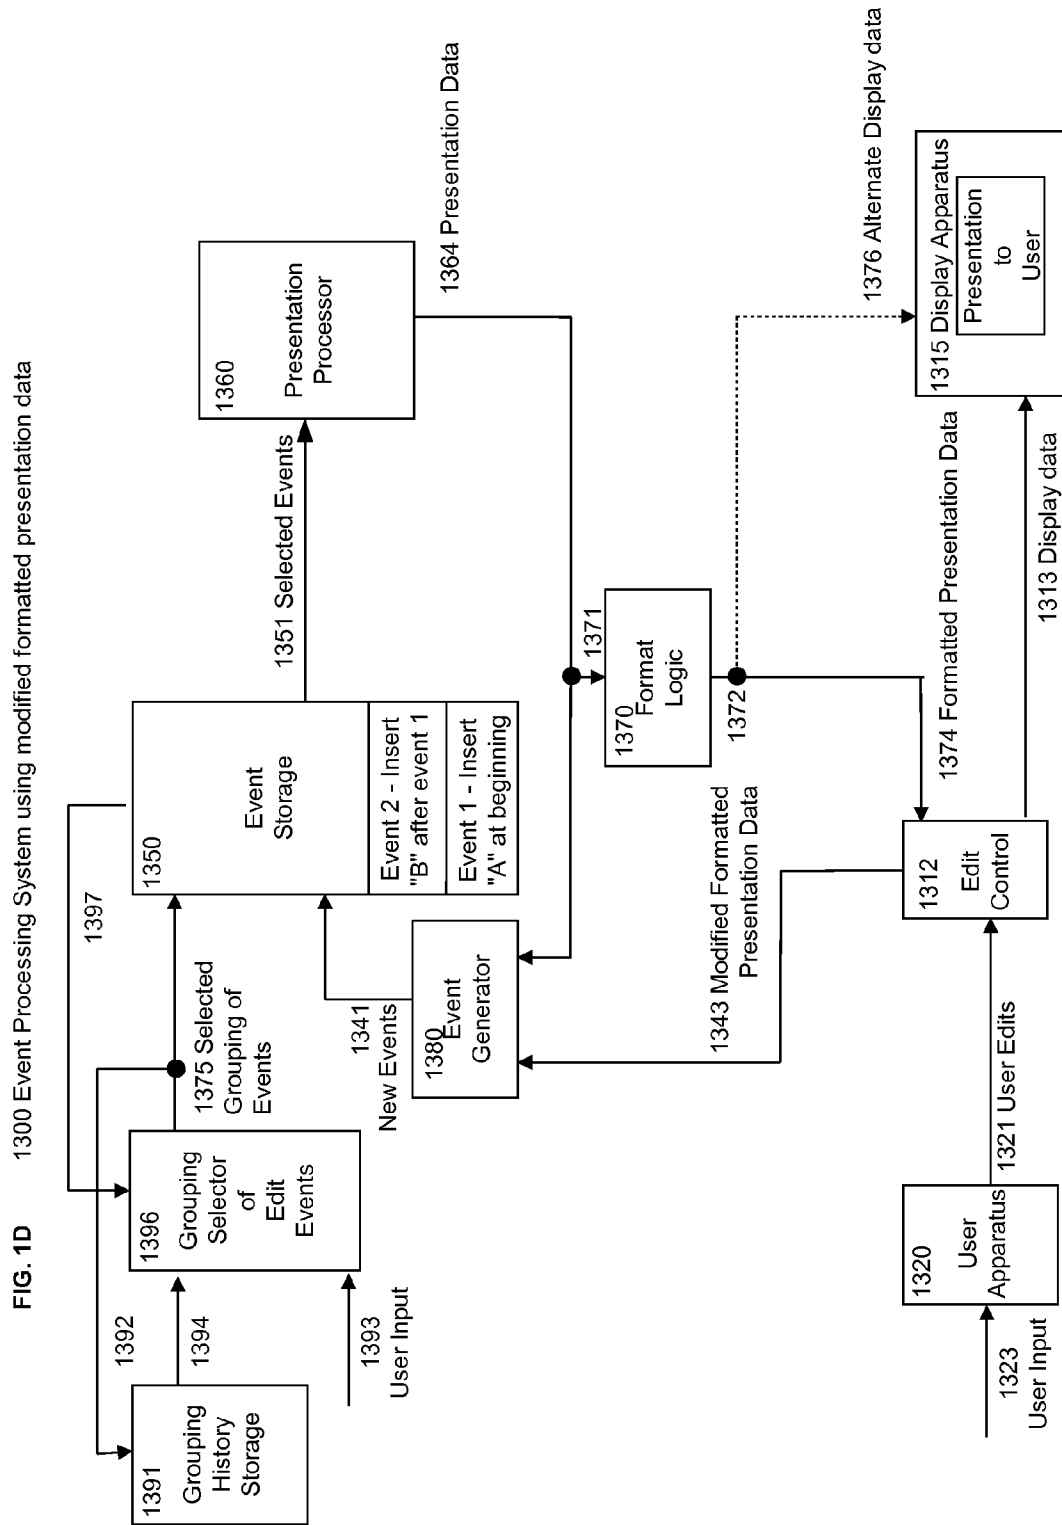 FIG. 1D 1300 Event Processing System using modified formatted presentation data
1391
Grouping
History
Storage
1392
1394
1393
User Input
1396
Grouping
Selector
of
Edit
Events
1397
1375 Selected
Grouping of
Events
1350
Event
Storage
Event 2 - Insert
"B" after event 1
Event 1 - Insert
"A" at beginning
1351 Selected Events
1360
Presentation
Processor
1364 Presentation Data
1341
New Events
1380
Event
Generator
1371
1370
Format
Logic
1372
1376 Alternate Display data
1343 Modified Formatted
Presentation Data
1374 Formatted Presentation Data
1323
User Input
1320
User
Apparatus
1321 User Edits
1312
Edit
Control
1313 Display data
1315 Display Apparatus
Presentation
to
User